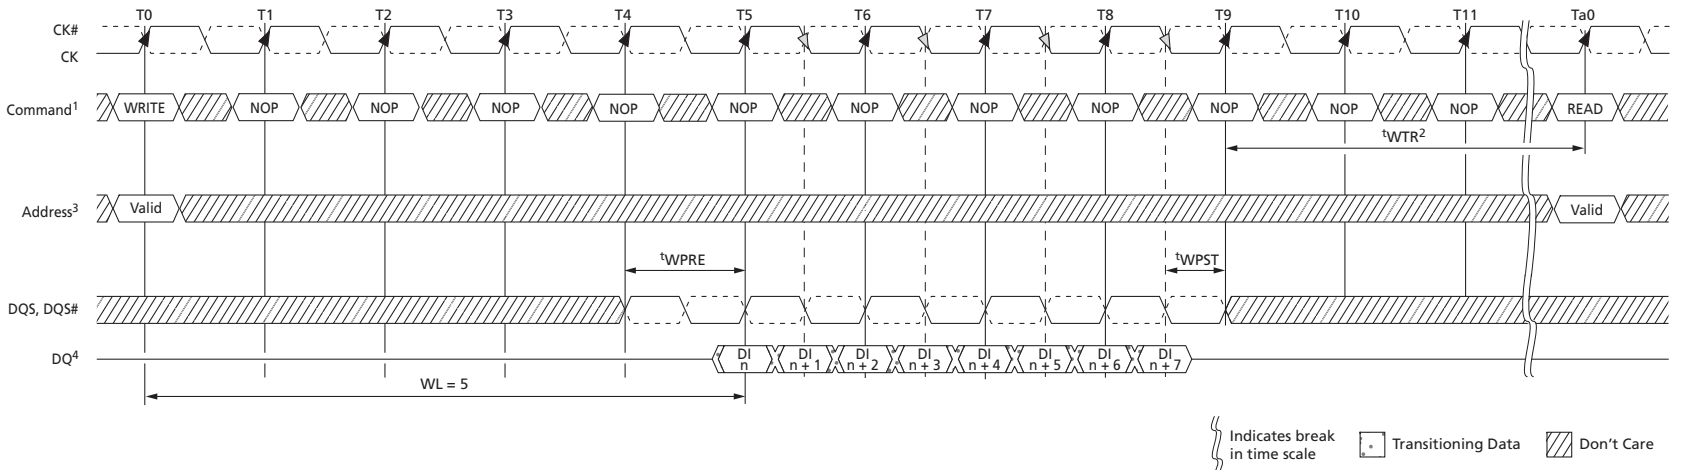 T0 T1 T2 T3 T4 T5 T6 T7 T8 T9 T10 T11 Ta0
CK#
CK
Command1 WRITE NOP NOP NOP NOP NOP NOP NOP NOP NOP NOP NOP READ
tWTR2
Address3 Valid Valid
tWPRE tWPST
DQS, DQS#
DQ4 DI n DI n + 1 DI n + 2 DI n + 3 DI n + 4 DI n + 5 DI n + 6 DI n + 7
WL = 5
Indicates break in time scale
Transitioning Data
Don't Care